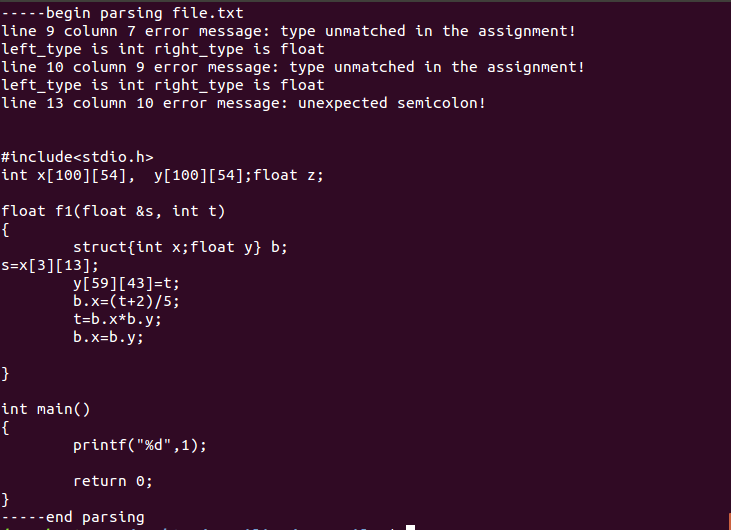 -----begin parsing file.txt
line 9 column 7 error message: type unmatched in the assignment!
left_type is int right_type is float
line 10 column 9 error message: type unmatched in the assignment!
left_type is int right_type is float
line 13 column 10 error message: unexpected semicolon!
#include<stdio.h>
int x[100][54],  y[100][54];float z;
float f1(float &s, int t)
{
        struct{int x;float y} b;
s=x[3][13];
        y[59][43]=t;
        b.x=(t+2)/5;
        t=b.x*b.y;
        b.x=b.y;
}
int main()
{
        printf("%d",1);
        return 0;
}
-----end parsing